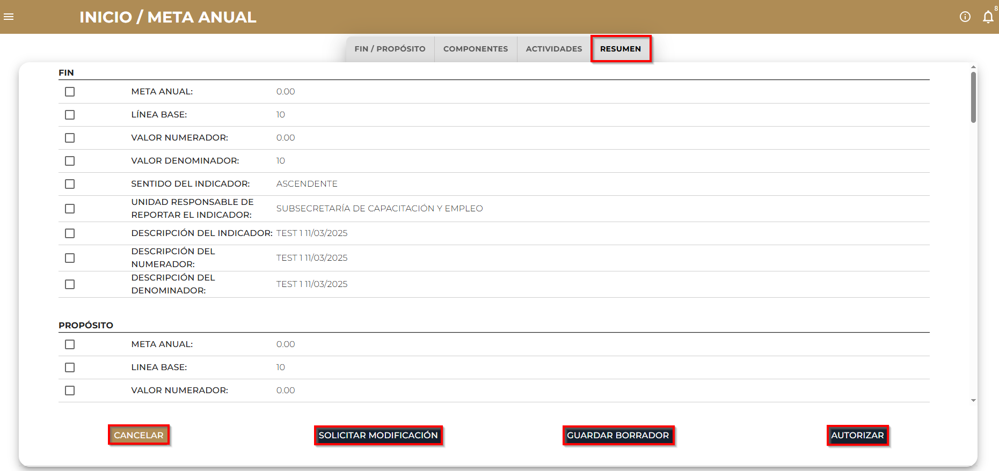 INICIO / META ANUAL
8
FIN / PROPÓSITO
COMPONENTES
ACTIVIDADES
RESUMEN
FIN
META ANUAL:
0.00
LÍNEA BASE:
10
VALOR NUMERADOR:
0.00
VALOR DENOMINADOR:
10
SENTIDO DEL INDICADOR:
ASCENDENTE
UNIDAD RESPONSABLE DE
REPORTAR EL INDICADOR:
SUBSECRETARÍA DE CAPACITACIÓN Y EMPLEO
DESCRIPCIÓN DEL INDICADOR:
TEST 1 11/03/2025
DESCRIPCIÓN DEL
NUMERADOR:
TEST 1 11/03/2025
DESCRIPCIÓN DEL
DENOMINADOR:
TEST 1 11/03/2025
PROPÓSITO
META ANUAL:
0.00
LINEA BASE:
10
VALOR NUMERADOR:
0.00
CANCELAR
SOLICITAR MODIFICACIÓN
GUARDAR BORRADOR
AUTORIZAR